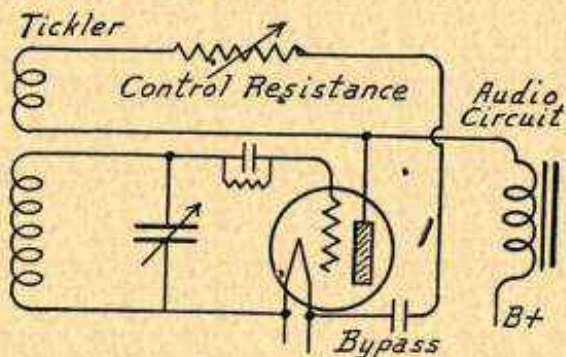 Tickler
Control Resistance
Audio
Circuit
Bypass
B+